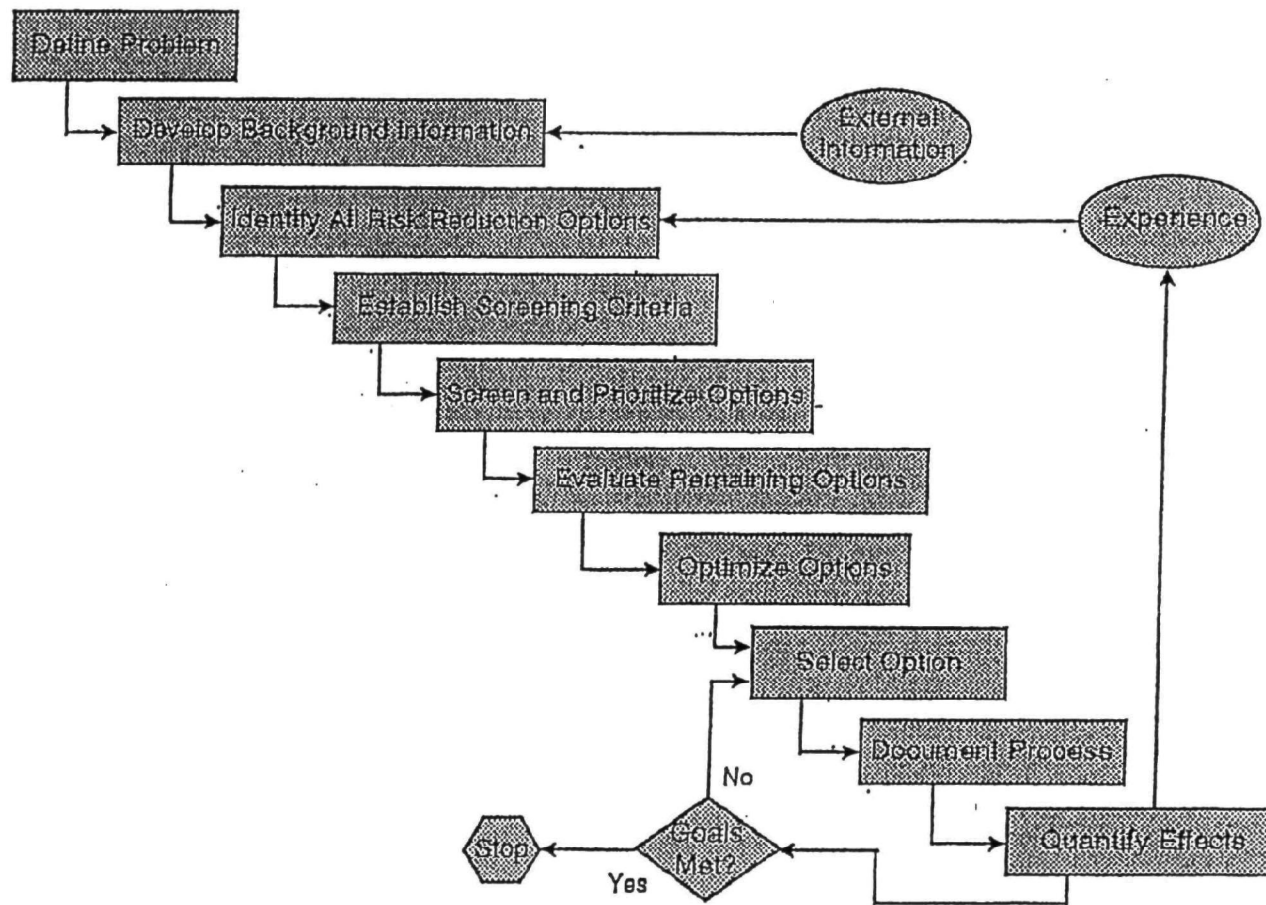 Define Problem
Develop Background Information
External
Information
Identify All Risk Reduction Options
Experience
Establish Screening Criteria
Screen and Prioritize Options
Evaluate Remaining Options
Optimize Options
Select Option
Document Process
No
Quantify Effects
Goals
Met?
Stop
Yes